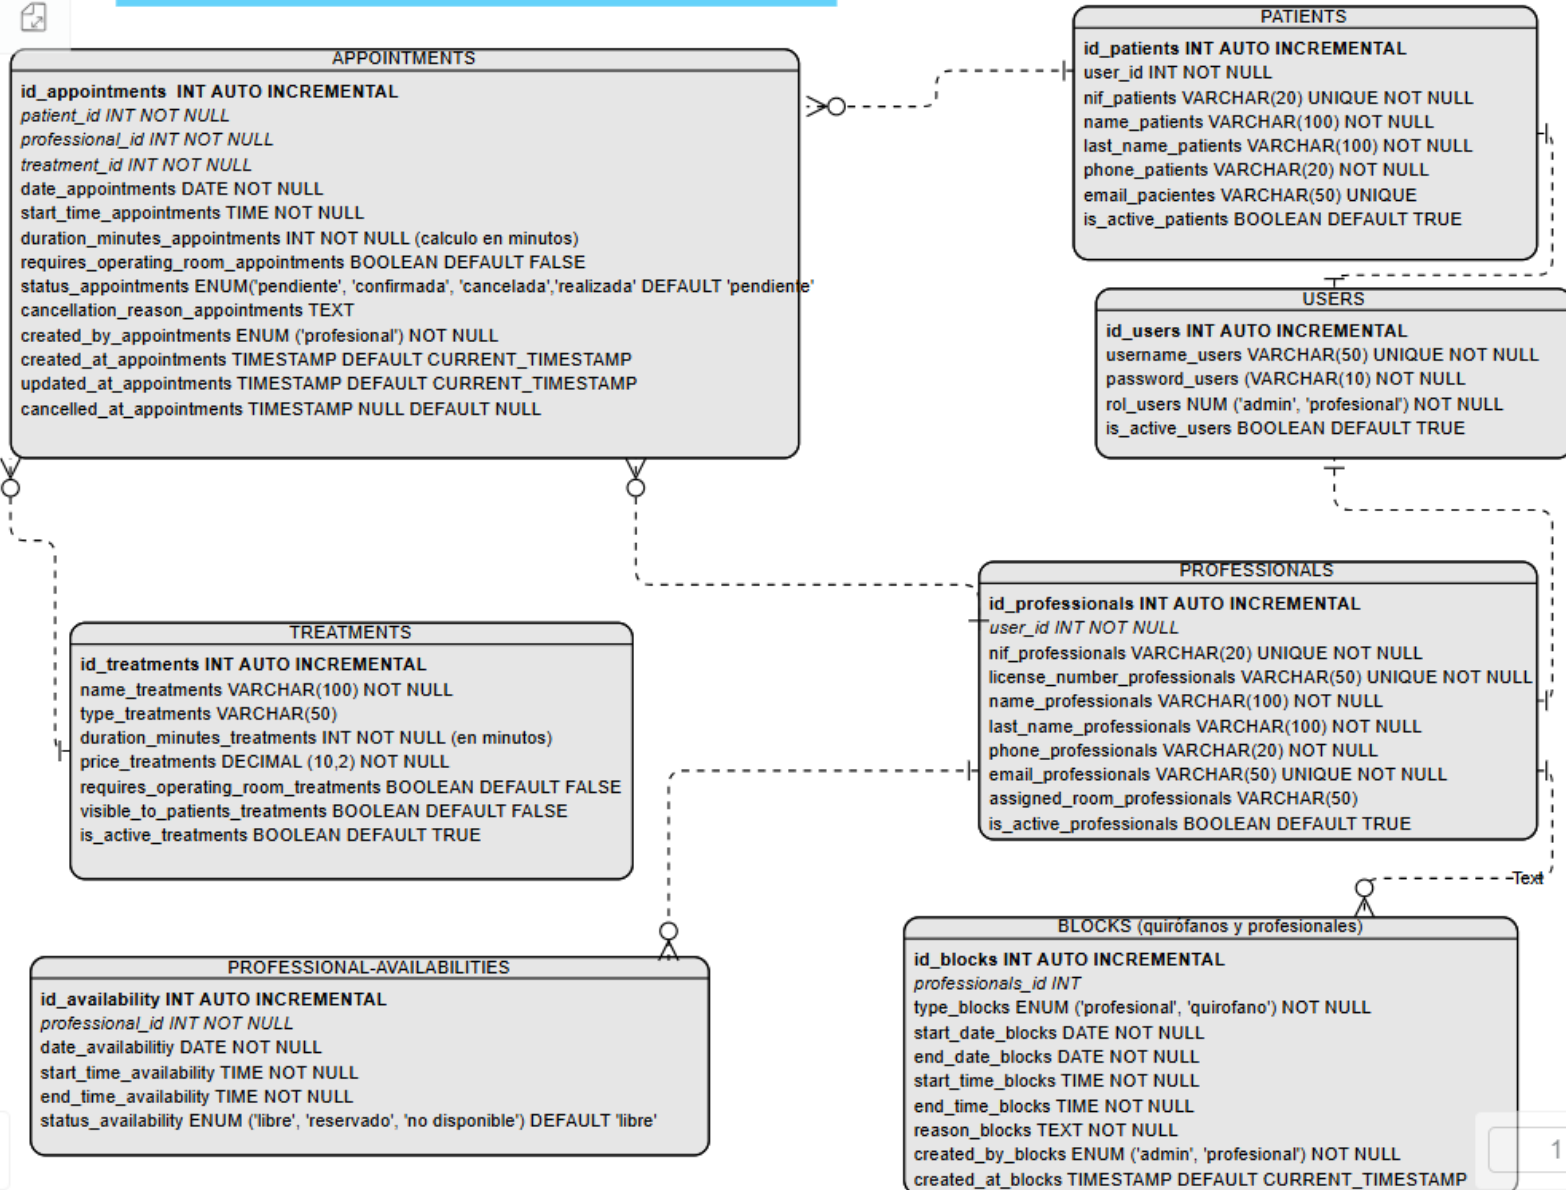 APPOINTMENTS
id_appointments INT AUTO INCREMENTAL
patient_id INT NOT NULL
professional_id INT NOT NULL
treatment_id INT NOT NULL
date_appointments DATE NOT NULL
start_time_appointments TIME NOT NULL
duration_minutes_appointments INT NOT NULL (calculo en minutos)
requires_operating_room_appointments BOOLEAN DEFAULT FALSE
status_appointments ENUM('pendiente', 'confirmada', 'cancelada','realizada' DEFAULT 'pendiente'
cancellation_reason_appointments TEXT
created_by_appointments ENUM ('profesional') NOT NULL
created_at_appointments TIMESTAMP DEFAULT CURRENT_TIMESTAMP
updated_at_appointments TIMESTAMP DEFAULT CURRENT_TIMESTAMP
cancelled_at_appointments TIMESTAMP NULL DEFAULT NULL
PATIENTS
id_patients INT AUTO INCREMENTAL
user_id INT NOT NULL
nif_patients VARCHAR(20) UNIQUE NOT NULL
name_patients VARCHAR(100) NOT NULL
last_name_patients VARCHAR(100) NOT NULL
phone_patients VARCHAR(20) NOT NULL
email_pacientes VARCHAR(50) UNIQUE
is_active_patients BOOLEAN DEFAULT TRUE
USERS
id_users INT AUTO INCREMENTAL
username_users VARCHAR(50) UNIQUE NOT NULL
password_users (VARCHAR(10) NOT NULL
rol_users NUM ('admin', 'profesional') NOT NULL
is_active_users BOOLEAN DEFAULT TRUE
PROFESSIONALS
id_professionals INT AUTO INCREMENTAL
user_id INT NOT NULL
nif_professionals VARCHAR(20) UNIQUE NOT NULL
license_number_professionals VARCHAR(50) UNIQUE NOT NULL
name_professionals VARCHAR(100) NOT NULL
last_name_professionals VARCHAR(100) NOT NULL
phone_professionals VARCHAR(20) NOT NULL
email_professionals VARCHAR(50) UNIQUE NOT NULL
assigned_room_professionals VARCHAR(50)
is_active_professionals BOOLEAN DEFAULT TRUE
TREATMENTS
id_treatments INT AUTO INCREMENTAL
name_treatments VARCHAR(100) NOT NULL
type_treatments VARCHAR(50)
duration_minutes_treatments INT NOT NULL (en minutos)
price_treatments DECIMAL (10,2) NOT NULL
requires_operating_room_treatments BOOLEAN DEFAULT FALSE
visible_to_patients_treatments BOOLEAN DEFAULT FALSE
is_active_treatments BOOLEAN DEFAULT TRUE
Text
PROFESSIONAL-AVAILABILITIES
id_availability INT AUTO INCREMENTAL
professional_id INT NOT NULL
date_availabilitiy DATE NOT NULL
start_time_availability TIME NOT NULL
end_time_availability TIME NOT NULL
status_availability ENUM ('libre', 'reservado', 'no disponible') DEFAULT 'libre'
BLOCKS (quirófanos y profesionales)
id_blocks INT AUTO INCREMENTAL
professionals_id INT
type_blocks ENUM ('profesional', 'quirofano') NOT NULL
start_date_blocks DATE NOT NULL
end_date_blocks DATE NOT NULL
start_time_blocks TIME NOT NULL
end_time_blocks TIME NOT NULL
reason_blocks TEXT NOT NULL
created_by_blocks ENUM ('admin', 'profesional') NOT NULL
created_at_blocks TIMESTAMP DEFAULT CURRENT_TIMESTAMP
1